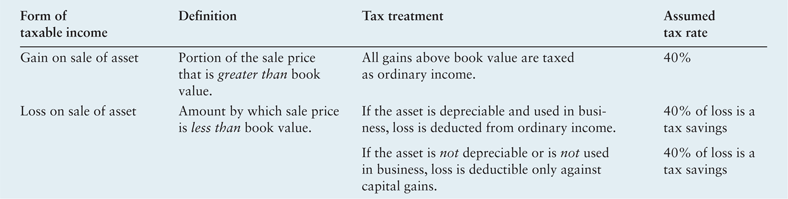 Form of
taxable income
Definition
Tax treatment
Assumed
tax rate
Gain on sale of asset
Portion of the sale price
that is greater than book
value.
All gains above book value are taxed
as ordinary income.
40%
Loss on sale of asset
Amount by which sale price
is less than book value.
If the asset is depreciable and used in busi-
ness, loss is deducted from ordinary income.
40% of loss is a
tax savings
If the asset is not depreciable or is not used
in business, loss is deductible only against
capital gains.
40% of loss is a
tax savings